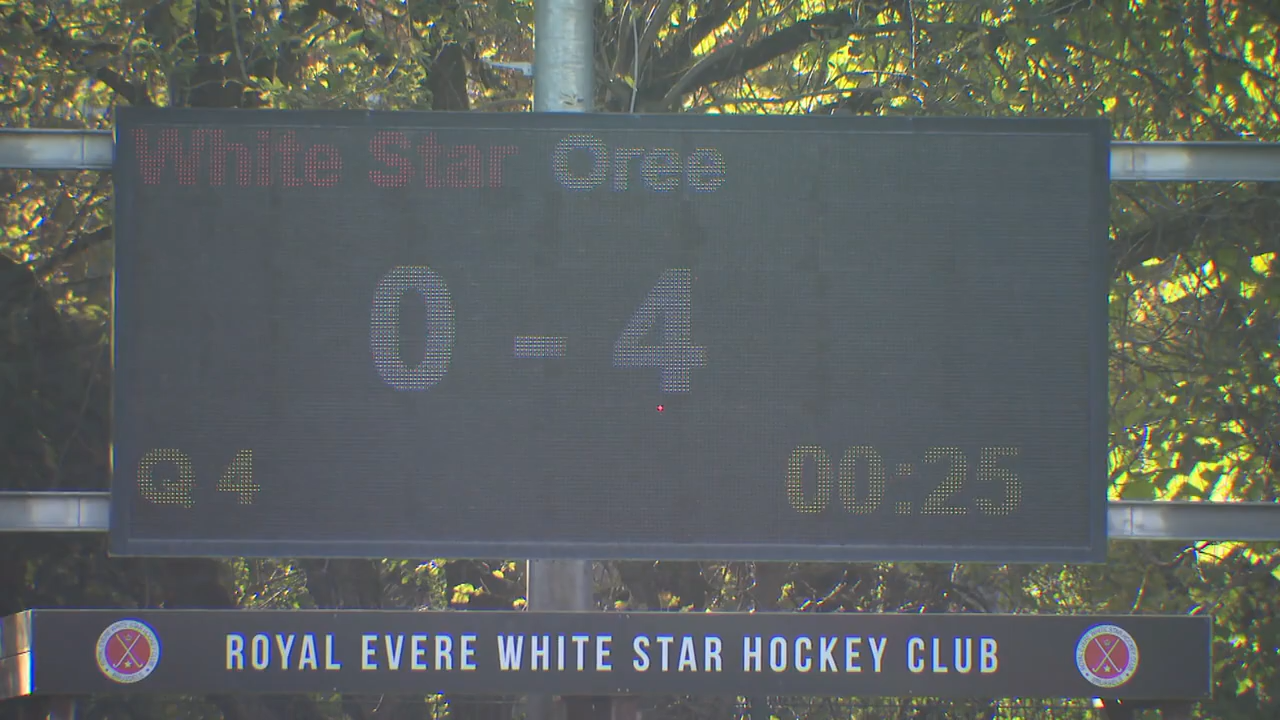 White Star Oree
0 - 4
Q 4 00:25
ROYAL EVERE WHITE STAR HOCKEY CLUB